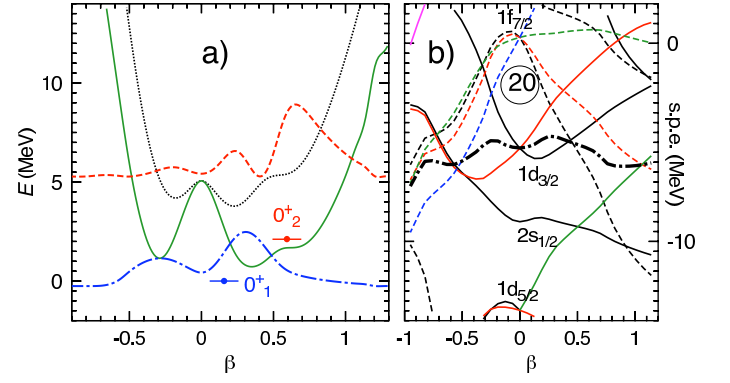 a)
10
5
0
E (MeV)
0⁺₂
0⁺₁
-0.5 0 0.5 1
β
b)
1f₇/₂
20
1d₃/₂
2s₁/₂
1d₅/₂
0
-10
s.p.e. (MeV)
-1 -0.5 0 0.5 1
β